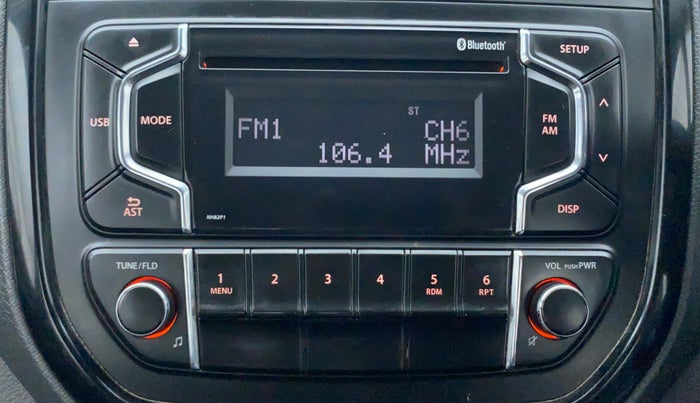 Bluetooth
SETUP
USB
MODE
ST
FM1 CH6
106.4 MHz
FM
AM
AST
NH82P1
DISP
TUNE/FLD
1
MENU
2
3
4
5
RDM
6
RPT
VOL PUSH PWR